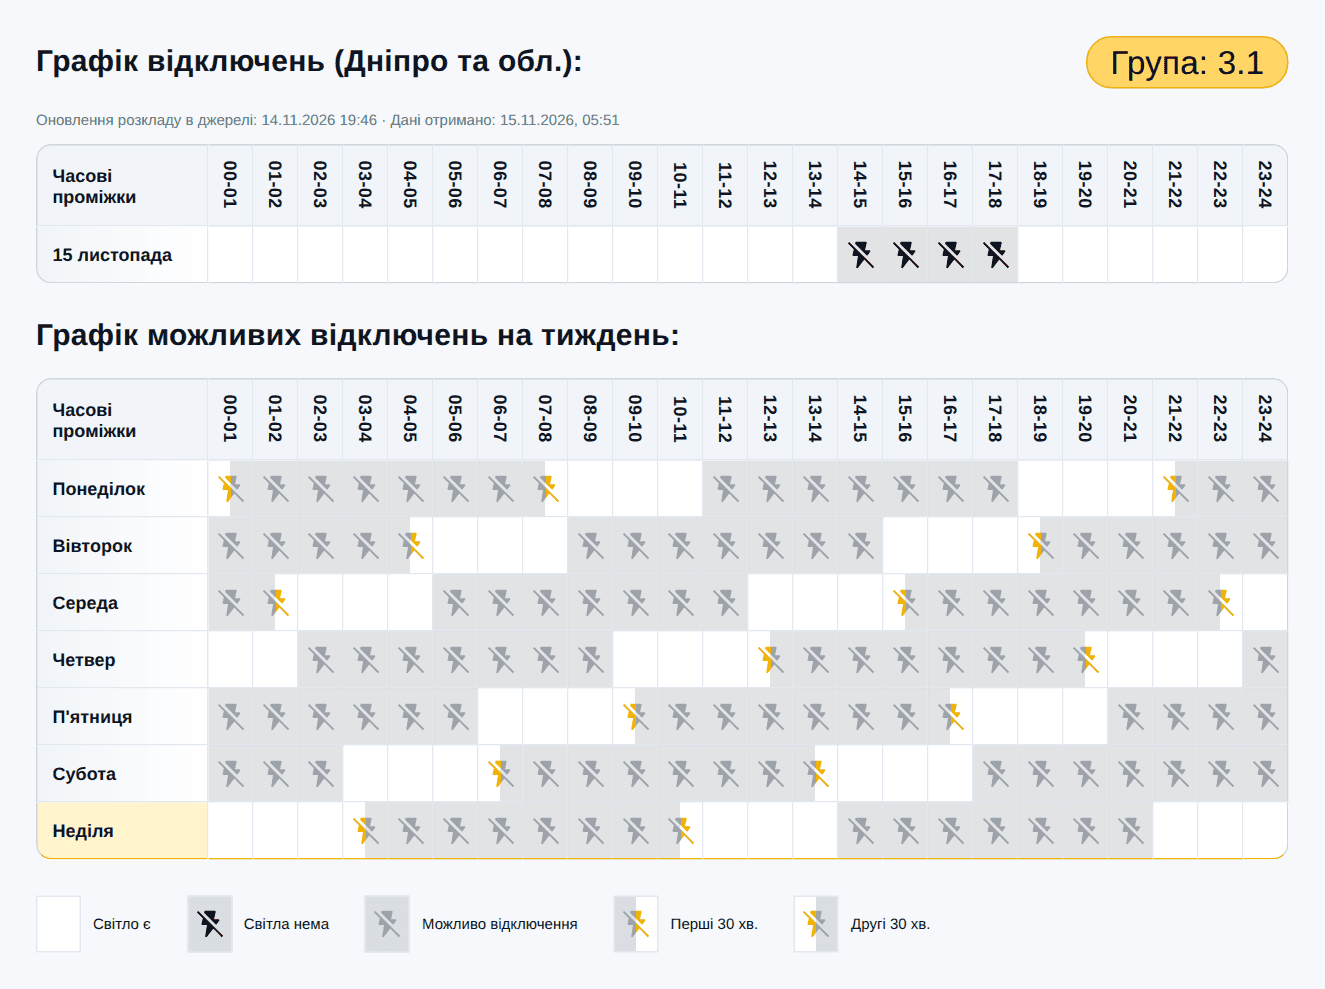 Графік відключень (Дніпро та обл.):
Група: 3.1
Оновлення розкладу в джерелі: 14.11.2026 19:46 · Дані отримано: 15.11.2026, 05:51
Часові
проміжки
00-01 01-02 02-03 03-04 04-05 05-06 06-07 07-08 08-09 09-10 10-11 11-12 12-13 13-14 14-15 15-16 16-17 17-18 18-19 19-20 20-21 21-22 22-23 23-24
15 листопада
Графік можливих відключень на тиждень:
Часові
проміжки
00-01 01-02 02-03 03-04 04-05 05-06 06-07 07-08 08-09 09-10 10-11 11-12 12-13 13-14 14-15 15-16 16-17 17-18 18-19 19-20 20-21 21-22 22-23 23-24
Понеділок
Вівторок
Середа
Четвер
П'ятниця
Субота
Неділя
Світло є
Світла нема
Можливо відключення
Перші 30 хв.
Другі 30 хв.